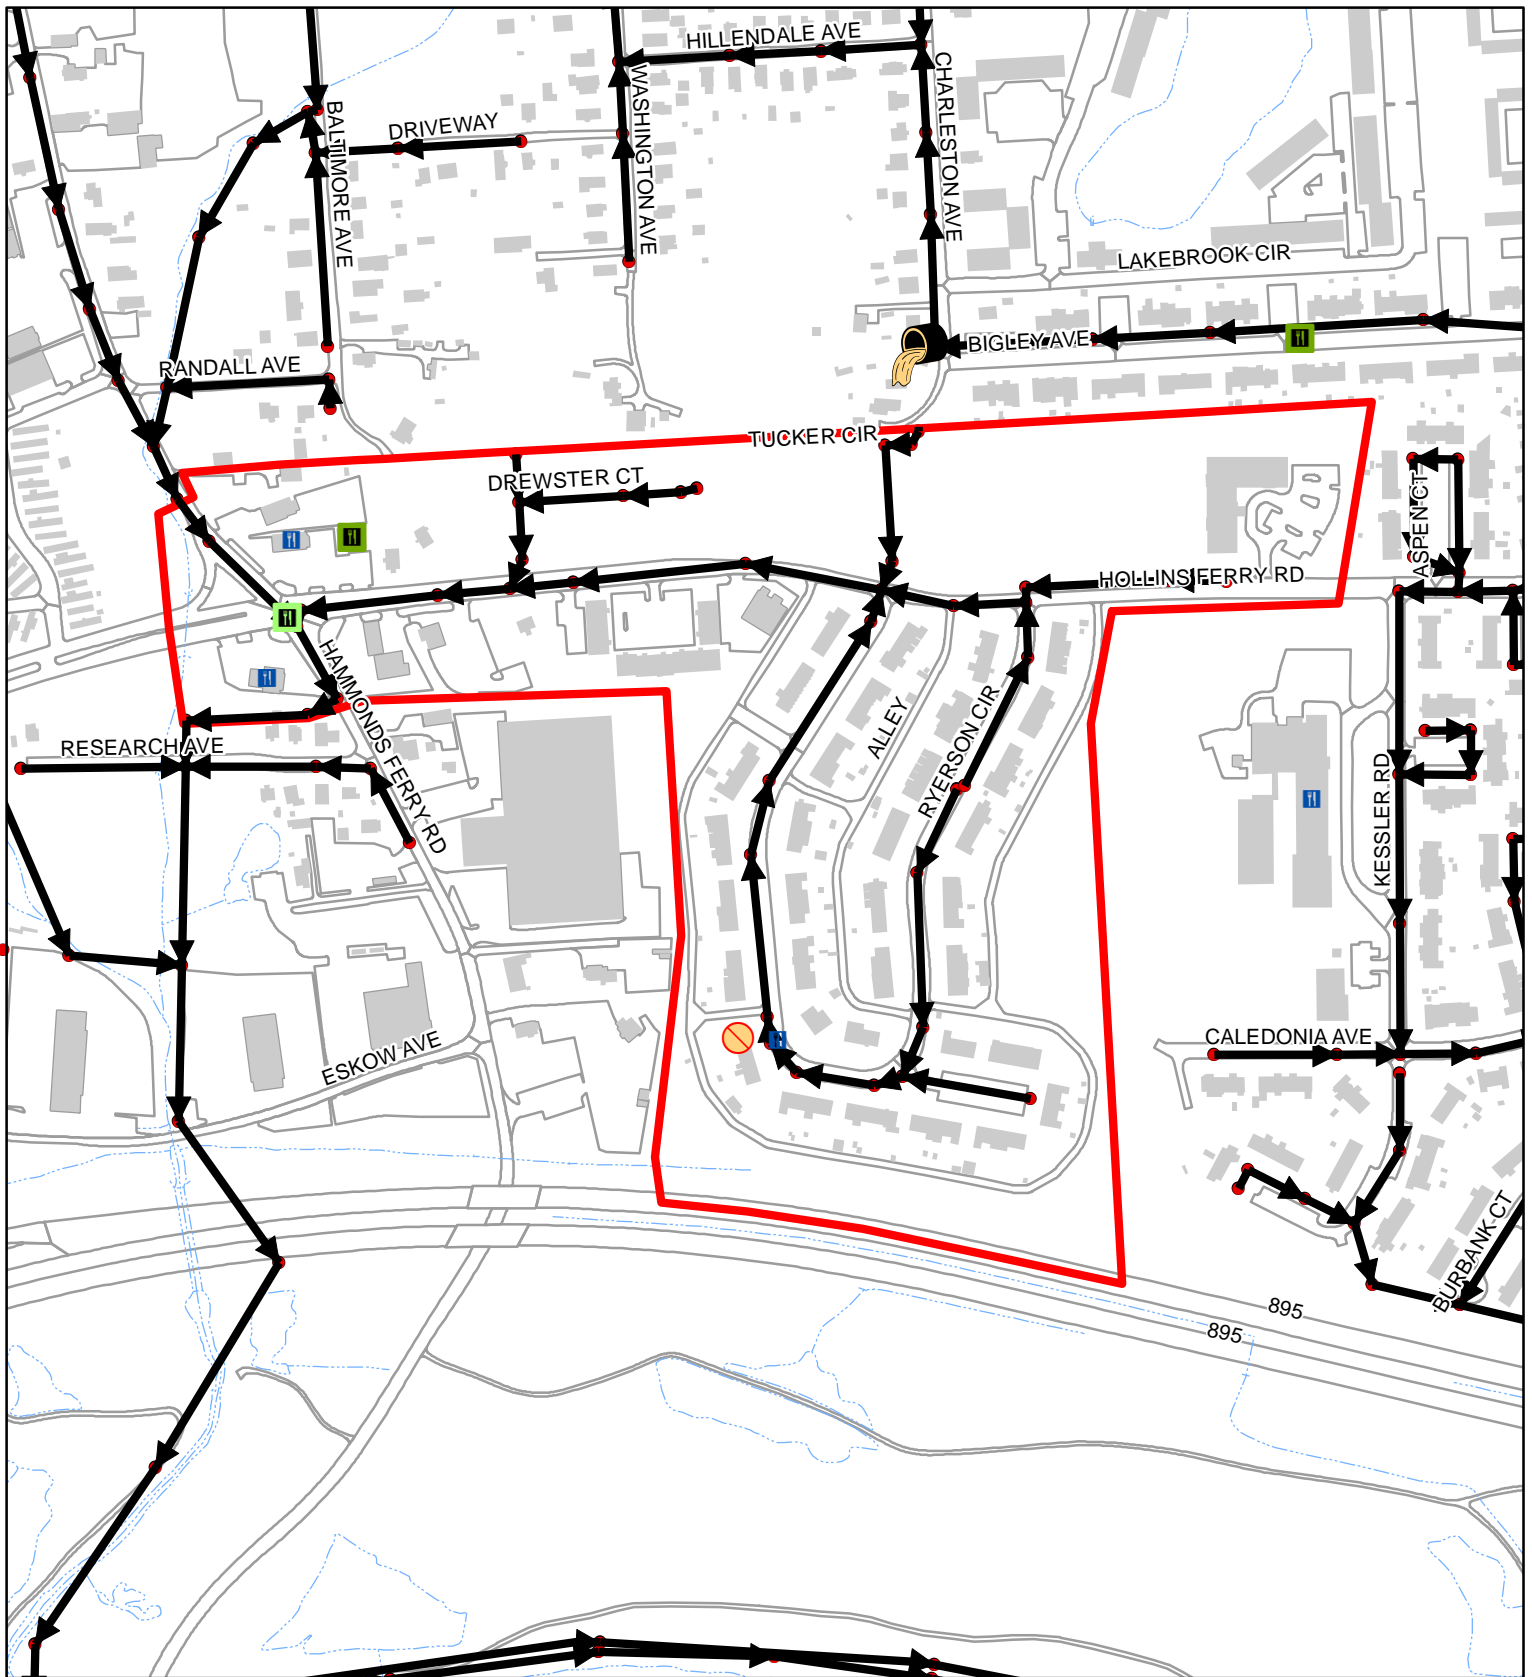 HILLENDALE AVE
CHARLESTON AVE
WASHINGTON AVE
BALTIMORE AVE
DRIVEWAY
LAKEBROOK CIR
BIGLEY AVE
RANDALL AVE
TUCKER CIR
DREWSTER CT
ASPEN CT
HOLLINS FERRY RD
HAMMONDS FERRY RD
ALLEY
RYERSON CIR
RESEARCH AVE
KESSLER RD
CALEDONIA AVE
ESKOW AVE
BURBANK CT
895
895